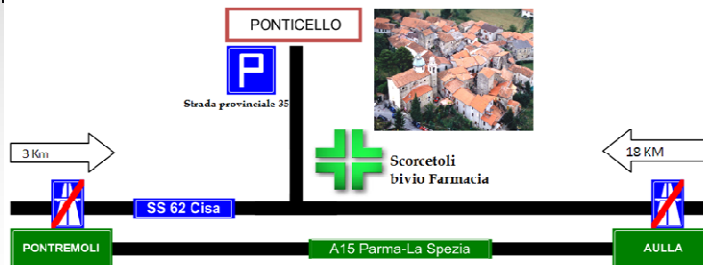 PONTICELLO
P
Strada provinciale 35
3 Km
Scorcetoli
bivio Farmacia
18 KM
SS 62 Cisa
PONTREMOLI
A15 Parma-La Spezia
AULLA